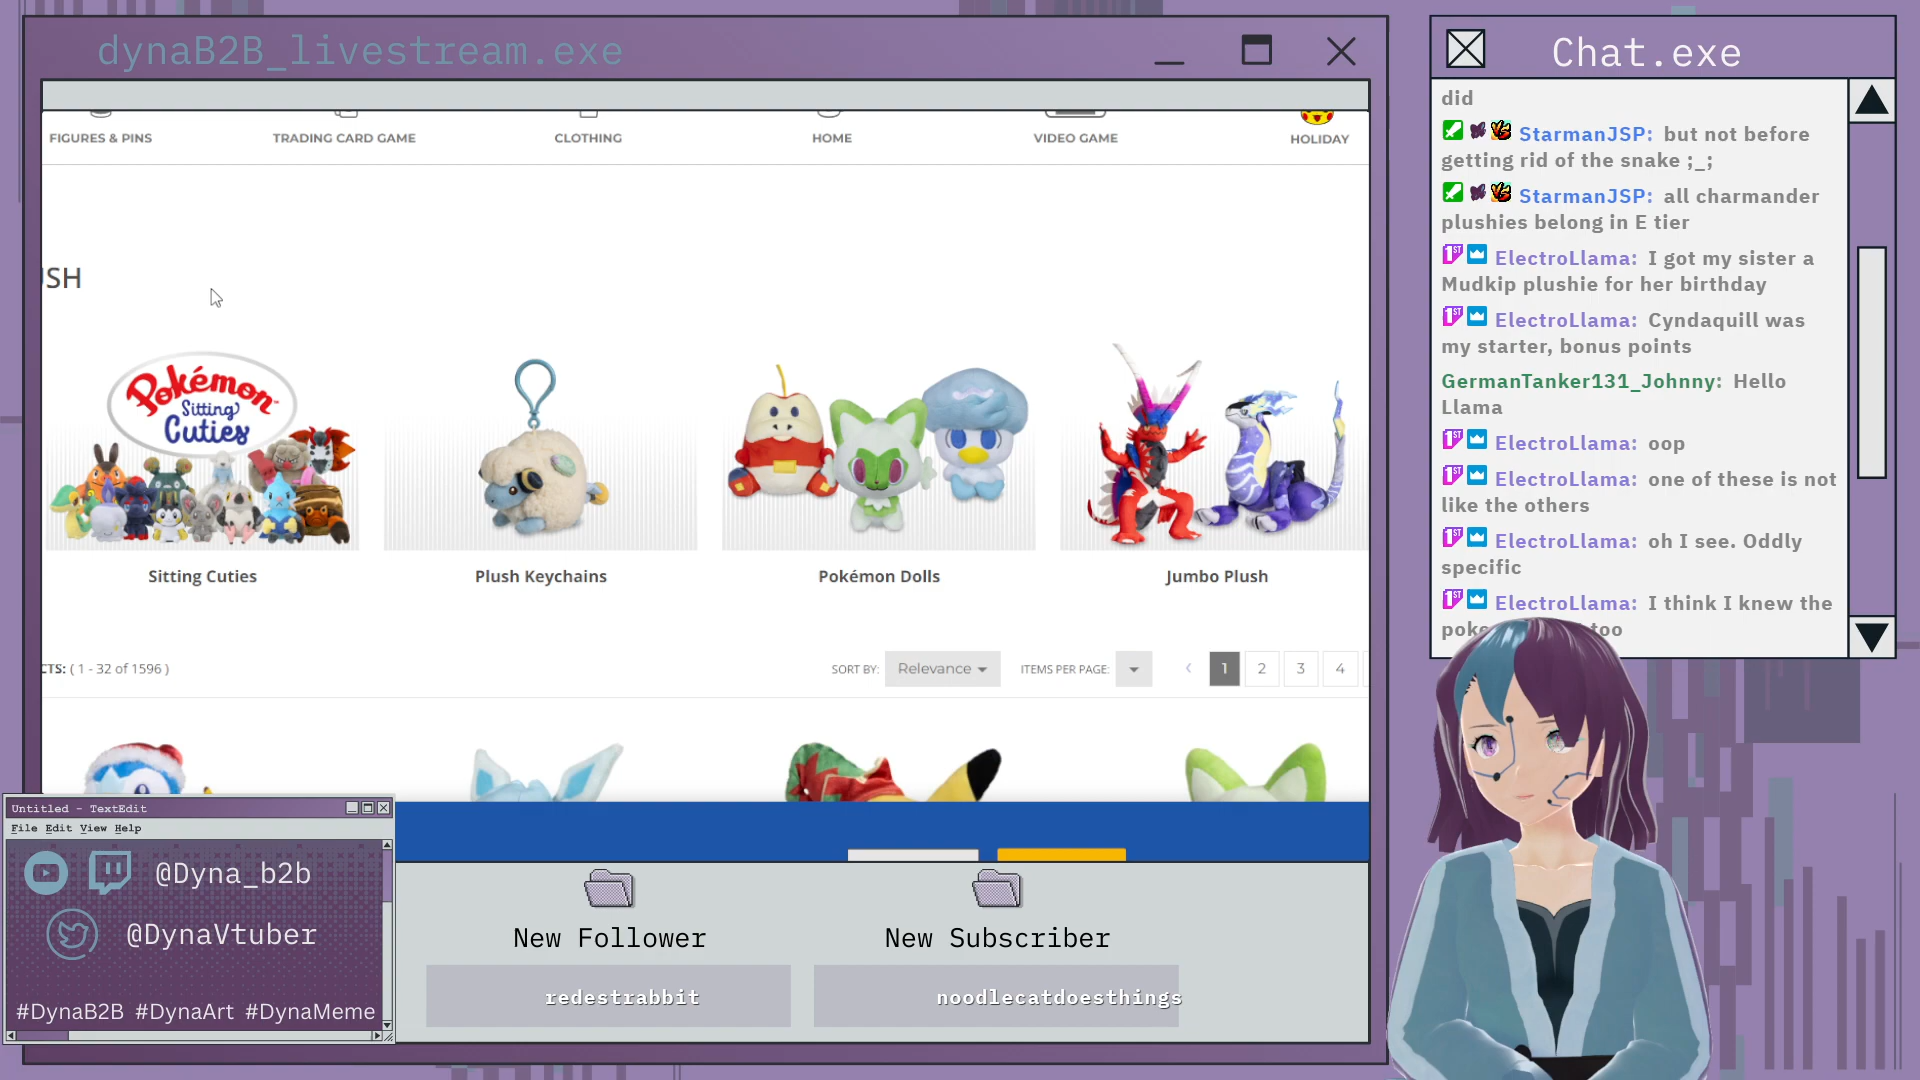 dynaB2B_livestream.exe
FIGURES & PINS
TRADING CARD GAME
CLOTHING
HOME
VIDEO GAME
HOLIDAY
USH
Pokémon
Sitting
Cuties
Sitting Cuties
Plush Keychains
Pokémon Dolls
Jumbo Plush
CTS: ( 1 - 32 of 1596 )
SORT BY:
Relevance
ITEMS PER PAGE:
1
2
3
4
Untitled - TextEdit
File Edit View Help
@Dyna_b2b
@DynaVtuber
#DynaB2B #DynaArt #DynaMeme
New Follower
redestrabbit
New Subscriber
noodlecatdoesthings
Chat.exe
did
StarmanJSP: but not before
getting rid of the snake ;_;
StarmanJSP: all charmander
plushies belong in E tier
ElectroLlama: I got my sister a
Mudkip plushie for her birthday
ElectroLlama: Cyndaquill was
my starter, bonus points
GermanTanker131_Johnny: Hello
Llama
ElectroLlama: oop
ElectroLlama: one of these is not
like the others
ElectroLlama: oh I see. Oddly
specific
ElectroLlama: I think I knew the
too